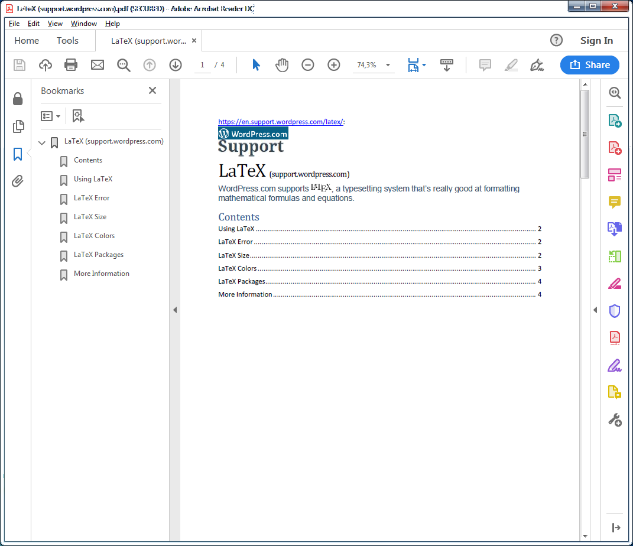 LaTeX (support.wordpress.com).pdf (SECURED) - Adobe Acrobat Reader DC
File Edit View Window Help
Home Tools LaTeX (support.wor... × ? Sign In
1 / 4 74,3% Share
Bookmarks
LaTeX (support.wordpress.com)
Contents
Using LaTeX
LaTeX Error
LaTeX Size
LaTeX Colors
LaTeX Packages
More Information
https://en.support.wordpress.com/latex/:
WordPress.com
Support
LaTeX (support.wordpress.com)
WordPress.com supports LATEX, a typesetting system that's really good at formatting
mathematical formulas and equations.
Contents
Using LaTeX 2
LaTeX Error 2
LaTeX Size 2
LaTeX Colors 3
LaTeX Packages 4
More Information 4